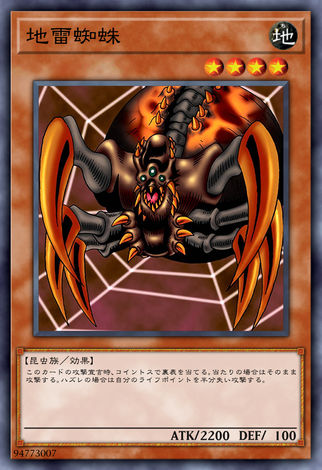 地雷蜘蛛
地
【昆虫族／効果】
このカードの攻撃宣言時、コイントスで裏表を当てる。当たりの場合はそのまま
攻撃する。ハズレの場合は自分のライフポイントを半分失い攻撃する。
ATK/2200 DEF/ 100
94773007